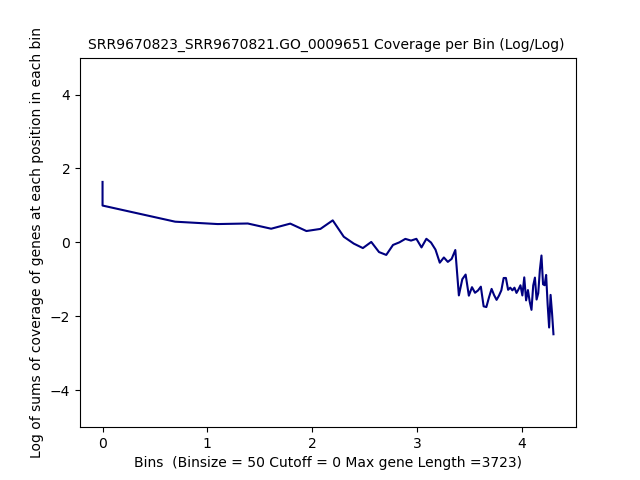 SRR9670823_SRR9670821.GO_0009651 Coverage per Bin (Log/Log)
Log of sums of coverage of genes at each position in each bin
4
2
0
−2
−4
0 1 2 3 4
Bins  (Binsize = 50 Cutoff = 0 Max gene Length =3723)